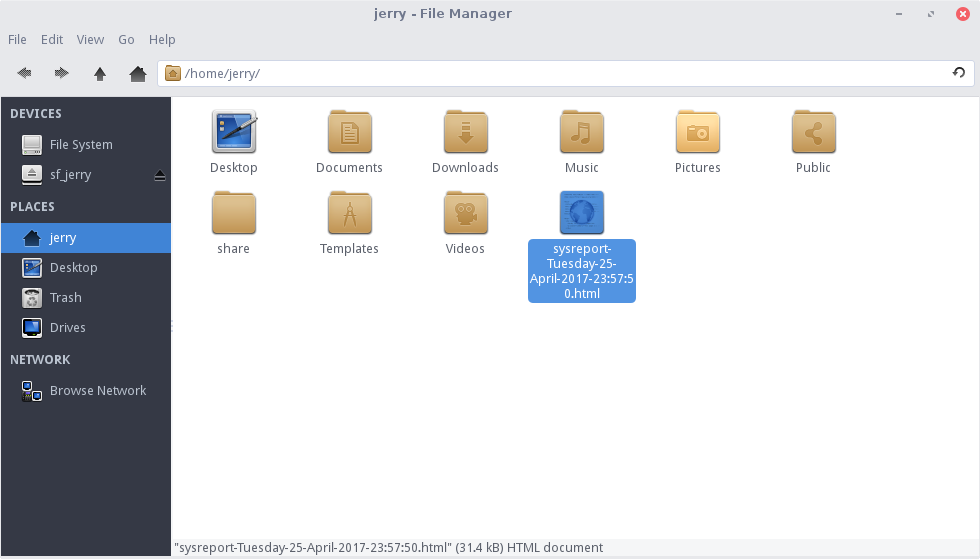 jerry - File Manager
File Edit View Go Help
/home/jerry/
DEVICES
File System
sf_jerry
PLACES
jerry
Desktop
Trash
Drives
NETWORK
Browse Network
Desktop
Documents
Downloads
Music
Pictures
Public
share
Templates
Videos
sysreport-
Tuesday-25-
April-2017-23:57:5
0.html
"sysreport-Tuesday-25-April-2017-23:57:50.html" (31.4 kB) HTML document